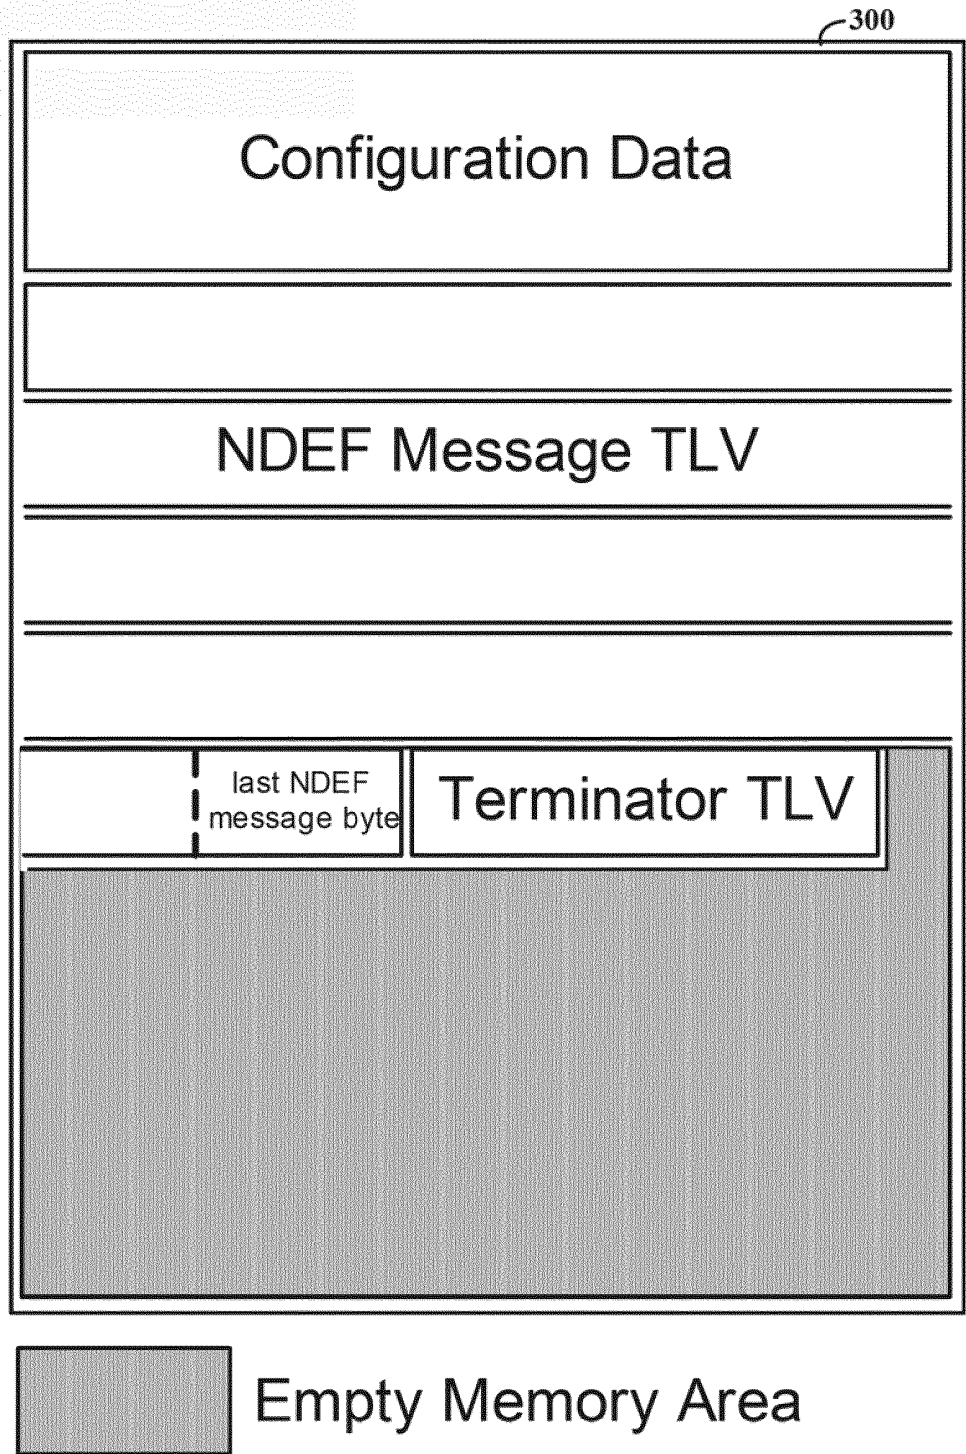 300
Configuration Data
NDEF Message TLV
last NDEF
message byte
Terminator TLV
Empty Memory Area